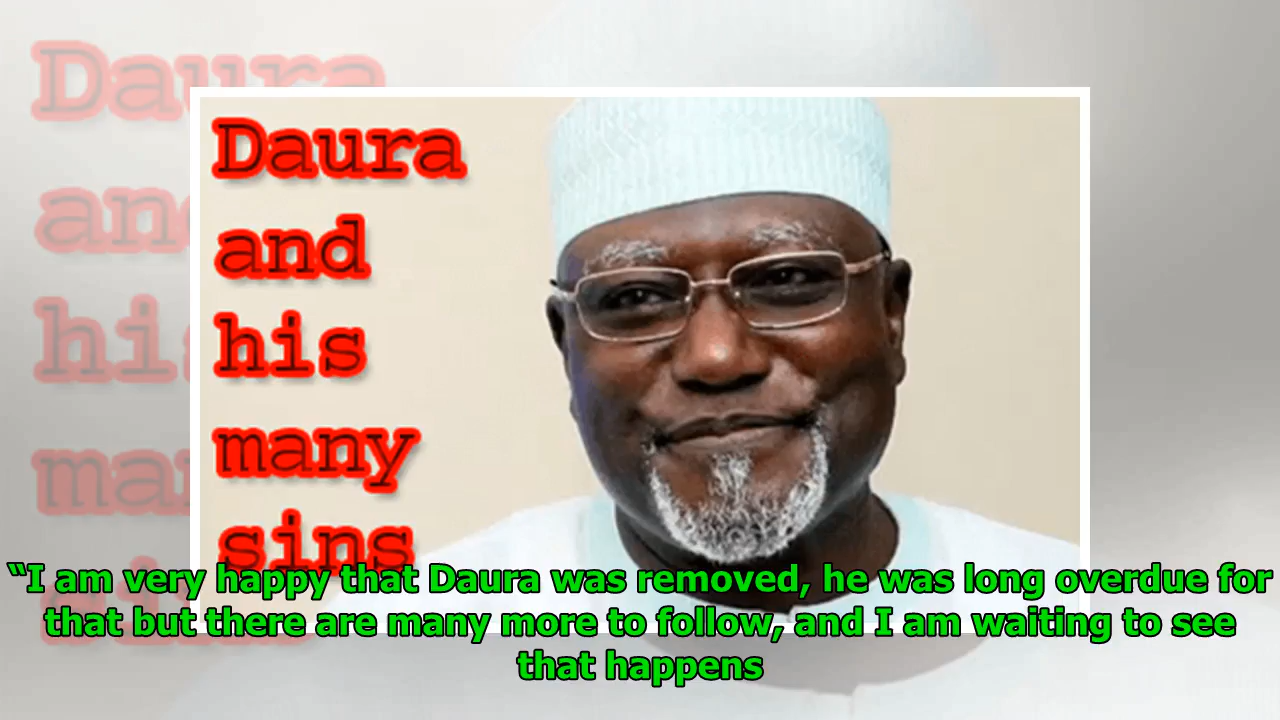 Daura
and
his
many
sins
“I am very happy that Daura was removed, he was long overdue for
that but there are many more to follow, and I am waiting to see
that happens